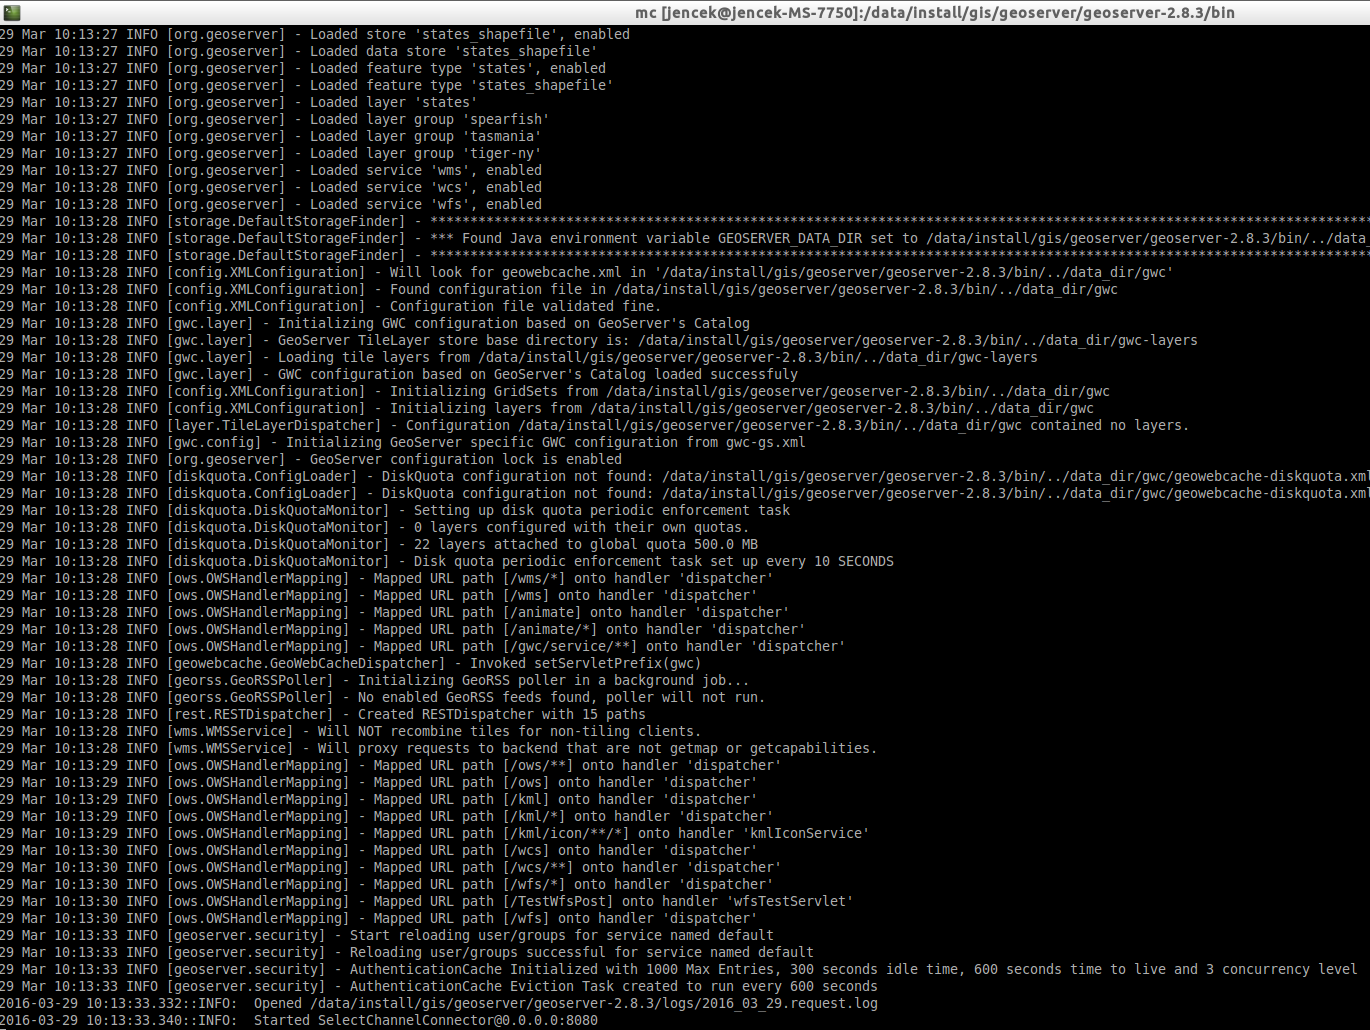 mc [jencek@jencek-MS-7750]:/data/install/gis/geoserver/geoserver-2.8.3/bin
29 Mar 10:13:27 INFO [org.geoserver] - Loaded store 'states_shapefile', enabled
29 Mar 10:13:27 INFO [org.geoserver] - Loaded data store 'states_shapefile'
29 Mar 10:13:27 INFO [org.geoserver] - Loaded feature type 'states', enabled
29 Mar 10:13:27 INFO [org.geoserver] - Loaded feature type 'states_shapefile'
29 Mar 10:13:27 INFO [org.geoserver] - Loaded layer 'states'
29 Mar 10:13:27 INFO [org.geoserver] - Loaded layer group 'spearfish'
29 Mar 10:13:27 INFO [org.geoserver] - Loaded layer group 'tasmania'
29 Mar 10:13:27 INFO [org.geoserver] - Loaded layer group 'tiger-ny'
29 Mar 10:13:27 INFO [org.geoserver] - Loaded service 'wms', enabled
29 Mar 10:13:28 INFO [org.geoserver] - Loaded service 'wcs', enabled
29 Mar 10:13:28 INFO [org.geoserver] - Loaded service 'wfs', enabled
29 Mar 10:13:28 INFO [storage.DefaultStorageFinder] - **********************************************************************************************************************
29 Mar 10:13:28 INFO [storage.DefaultStorageFinder] - *** Found Java environment variable GEOSERVER_DATA_DIR set to /data/install/gis/geoserver/geoserver-2.8.3/bin/../data_
29 Mar 10:13:28 INFO [storage.DefaultStorageFinder] - **********************************************************************************************************************
29 Mar 10:13:28 INFO [config.XMLConfiguration] - Will look for geowebcache.xml in '/data/install/gis/geoserver/geoserver-2.8.3/bin/../data_dir/gwc'
29 Mar 10:13:28 INFO [config.XMLConfiguration] - Found configuration file in /data/install/gis/geoserver/geoserver-2.8.3/bin/../data_dir/gwc
29 Mar 10:13:28 INFO [config.XMLConfiguration] - Configuration file validated fine.
29 Mar 10:13:28 INFO [gwc.layer] - Initializing GWC configuration based on GeoServer's Catalog
29 Mar 10:13:28 INFO [gwc.layer] - GeoServer TileLayer store base directory is: /data/install/gis/geoserver/geoserver-2.8.3/bin/../data_dir/gwc-layers
29 Mar 10:13:28 INFO [gwc.layer] - Loading tile layers from /data/install/gis/geoserver/geoserver-2.8.3/bin/../data_dir/gwc-layers
29 Mar 10:13:28 INFO [gwc.layer] - GWC configuration based on GeoServer's Catalog loaded successfuly
29 Mar 10:13:28 INFO [config.XMLConfiguration] - Initializing GridSets from /data/install/gis/geoserver/geoserver-2.8.3/bin/../data_dir/gwc
29 Mar 10:13:28 INFO [config.XMLConfiguration] - Initializing layers from /data/install/gis/geoserver/geoserver-2.8.3/bin/../data_dir/gwc
29 Mar 10:13:28 INFO [layer.TileLayerDispatcher] - Configuration /data/install/gis/geoserver/geoserver-2.8.3/bin/../data_dir/gwc contained no layers.
29 Mar 10:13:28 INFO [gwc.config] - Initializing GeoServer specific GWC configuration from gwc-gs.xml
29 Mar 10:13:28 INFO [org.geoserver] - GeoServer configuration lock is enabled
29 Mar 10:13:28 INFO [diskquota.ConfigLoader] - DiskQuota configuration not found: /data/install/gis/geoserver/geoserver-2.8.3/bin/../data_dir/gwc/geowebcache-diskquota.xml
29 Mar 10:13:28 INFO [diskquota.ConfigLoader] - DiskQuota configuration not found: /data/install/gis/geoserver/geoserver-2.8.3/bin/../data_dir/gwc/geowebcache-diskquota.xml
29 Mar 10:13:28 INFO [diskquota.DiskQuotaMonitor] - Setting up disk quota periodic enforcement task
29 Mar 10:13:28 INFO [diskquota.DiskQuotaMonitor] - 0 layers configured with their own quotas.
29 Mar 10:13:28 INFO [diskquota.DiskQuotaMonitor] - 22 layers attached to global quota 500.0 MB
29 Mar 10:13:28 INFO [diskquota.DiskQuotaMonitor] - Disk quota periodic enforcement task set up every 10 SECONDS
29 Mar 10:13:28 INFO [ows.OWSHandlerMapping] - Mapped URL path [/wms/*] onto handler 'dispatcher'
29 Mar 10:13:28 INFO [ows.OWSHandlerMapping] - Mapped URL path [/wms] onto handler 'dispatcher'
29 Mar 10:13:28 INFO [ows.OWSHandlerMapping] - Mapped URL path [/animate] onto handler 'dispatcher'
29 Mar 10:13:28 INFO [ows.OWSHandlerMapping] - Mapped URL path [/animate/*] onto handler 'dispatcher'
29 Mar 10:13:28 INFO [ows.OWSHandlerMapping] - Mapped URL path [/gwc/service/**] onto handler 'dispatcher'
29 Mar 10:13:28 INFO [geowebcache.GeoWebCacheDispatcher] - Invoked setServletPrefix(gwc)
29 Mar 10:13:28 INFO [georss.GeoRSSPoller] - Initializing GeoRSS poller in a background job...
29 Mar 10:13:28 INFO [georss.GeoRSSPoller] - No enabled GeoRSS feeds found, poller will not run.
29 Mar 10:13:28 INFO [rest.RESTDispatcher] - Created RESTDispatcher with 15 paths
29 Mar 10:13:28 INFO [wms.WMSService] - Will NOT recombine tiles for non-tiling clients.
29 Mar 10:13:28 INFO [wms.WMSService] - Will proxy requests to backend that are not getmap or getcapabilities.
29 Mar 10:13:29 INFO [ows.OWSHandlerMapping] - Mapped URL path [/ows/**] onto handler 'dispatcher'
29 Mar 10:13:29 INFO [ows.OWSHandlerMapping] - Mapped URL path [/ows] onto handler 'dispatcher'
29 Mar 10:13:29 INFO [ows.OWSHandlerMapping] - Mapped URL path [/kml] onto handler 'dispatcher'
29 Mar 10:13:29 INFO [ows.OWSHandlerMapping] - Mapped URL path [/kml/*] onto handler 'dispatcher'
29 Mar 10:13:29 INFO [ows.OWSHandlerMapping] - Mapped URL path [/kml/icon/**/*] onto handler 'kmlIconService'
29 Mar 10:13:30 INFO [ows.OWSHandlerMapping] - Mapped URL path [/wcs] onto handler 'dispatcher'
29 Mar 10:13:30 INFO [ows.OWSHandlerMapping] - Mapped URL path [/wcs/**] onto handler 'dispatcher'
29 Mar 10:13:30 INFO [ows.OWSHandlerMapping] - Mapped URL path [/wfs/*] onto handler 'dispatcher'
29 Mar 10:13:30 INFO [ows.OWSHandlerMapping] - Mapped URL path [/TestWfsPost] onto handler 'wfsTestServlet'
29 Mar 10:13:30 INFO [ows.OWSHandlerMapping] - Mapped URL path [/wfs] onto handler 'dispatcher'
29 Mar 10:13:33 INFO [geoserver.security] - Start reloading user/groups for service named default
29 Mar 10:13:33 INFO [geoserver.security] - Reloading user/groups successful for service named default
29 Mar 10:13:33 INFO [geoserver.security] - AuthenticationCache Initialized with 1000 Max Entries, 300 seconds idle time, 600 seconds time to live and 3 concurrency level
29 Mar 10:13:33 INFO [geoserver.security] - AuthenticationCache Eviction Task created to run every 600 seconds
2016-03-29 10:13:33.332::INFO:  Opened /data/install/gis/geoserver/geoserver-2.8.3/logs/2016_03_29.request.log
2016-03-29 10:13:33.340::INFO:  Started SelectChannelConnector@0.0.0.0:8080